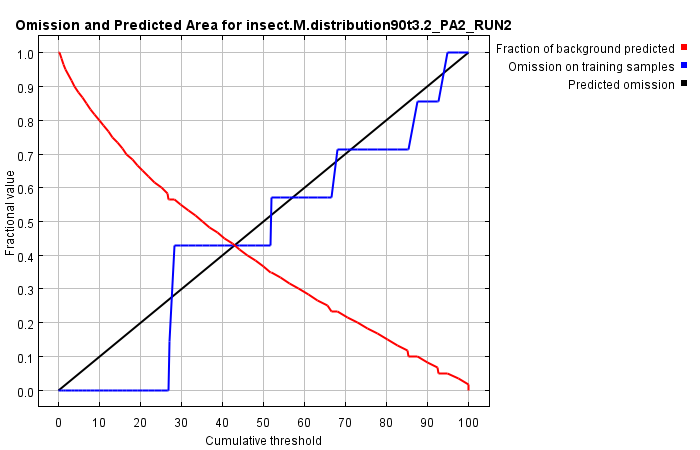 Omission and Predicted Area for insect.M.distribution90t3.2_PA2_RUN2
Fraction of background predicted
Omission on training samples
Predicted omission
1.0
0.9
0.8
0.7
0.6
0.5
0.4
0.3
0.2
0.1
0.0
Fractional value
0 10 20 30 40 50 60 70 80 90 100
Cumulative threshold